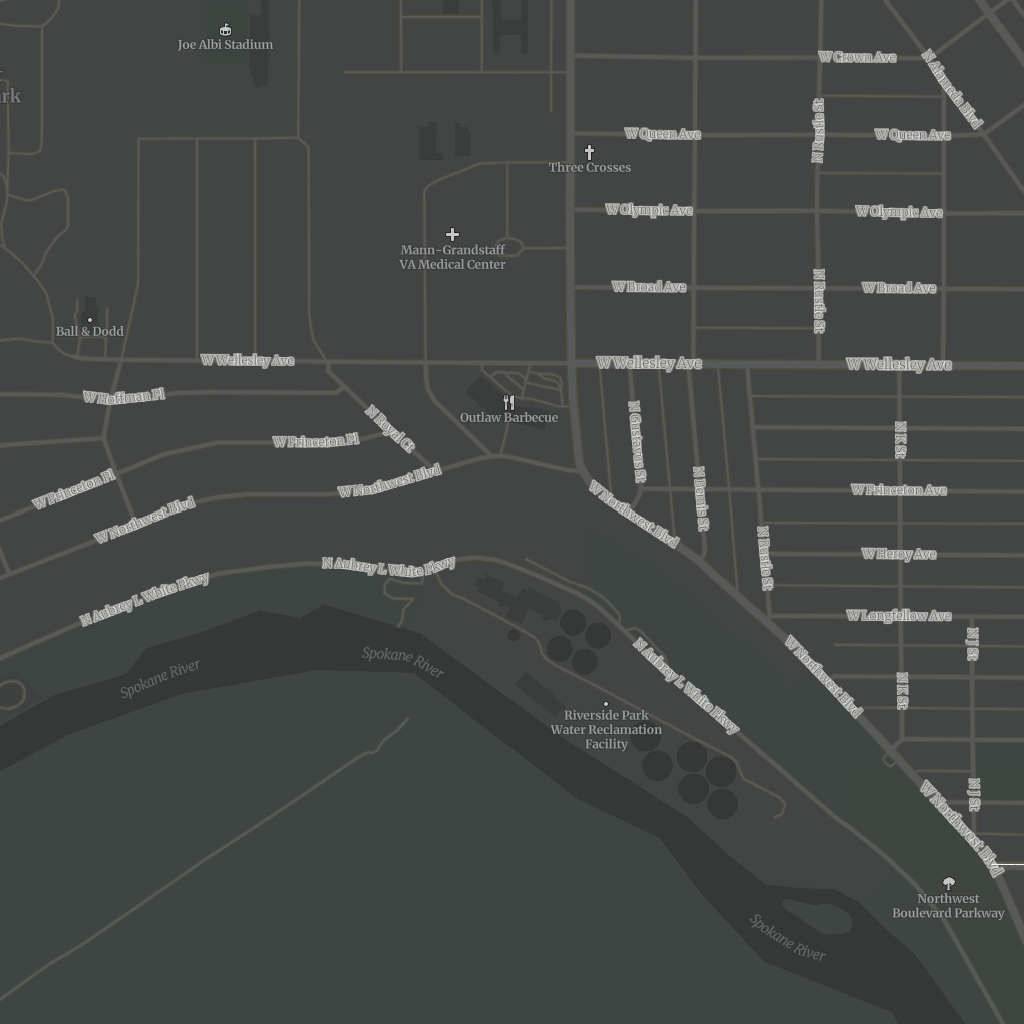 Joe Albi Stadium
W Crown Ave
N Alameda Blvd
ark
N Rustle St
W Queen Ave
W Queen Ave
Three Crosses
W Olympic Ave
W Olympic Ave
Mann-Grandstaff
VA Medical Center
N Rustle St
W Broad Ave
W Broad Ave
Ball & Dodd
W Wellesley Ave
W Wellesley Ave
W Wellesley Ave
W Hoffman Pl
N Royal Ct
Outlaw Barbecue
N Gustavus St
N K St
W Princeton Pl
W Princeton Pl
W Northwest Blvd
N Bemis St
W Princeton Ave
W Northwest Blvd
W Northwest Blvd
N Rustle St
W Heroy Ave
N Aubrey L White Pkwy
N Aubrey L White Pkwy
W Longfellow Ave
N J St
Spokane River
Spokane River
N Aubrey L White Pkwy
W Northwest Blvd
N K St
Riverside Park
Water Reclamation
Facility
N J St
W Northwest Blvd
Northwest
Boulevard Parkway
Spokane River